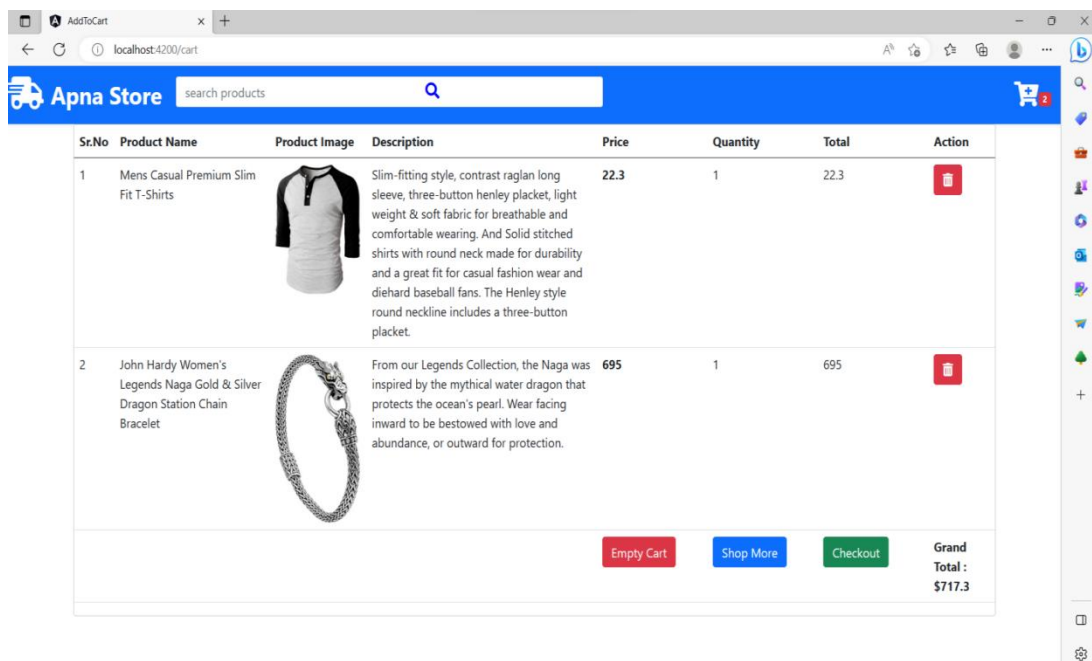 AddToCart
localhost:4200/cart
Apna Store
search products
2
Sr.No Product Name Product Image Description Price Quantity Total Action
1 Mens Casual Premium Slim Slim-fitting style, contrast raglan long 22.3 1 22.3
Fit T-Shirts sleeve, three-button henley placket, light
weight & soft fabric for breathable and
comfortable wearing. And Solid stitched
shirts with round neck made for durability
and a great fit for casual fashion wear and
diehard baseball fans. The Henley style
round neckline includes a three-button
placket.
2 John Hardy Women's From our Legends Collection, the Naga was 695 1 695
Legends Naga Gold & Silver inspired by the mythical water dragon that
Dragon Station Chain protects the ocean's pearl. Wear facing
Bracelet inward to be bestowed with love and
abundance, or outward for protection.
Empty Cart Shop More Checkout Grand
Total :
$717.3